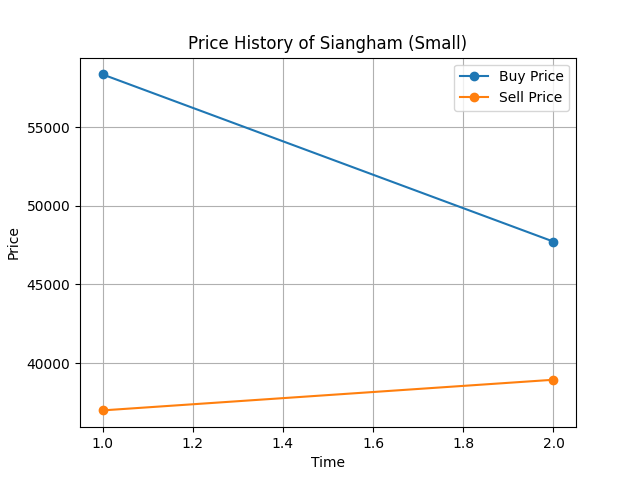 Price History of Siangham (Small)
Buy Price
Sell Price
55000
50000
45000
40000
Price
1.0 1.2 1.4 1.6 1.8 2.0
Time